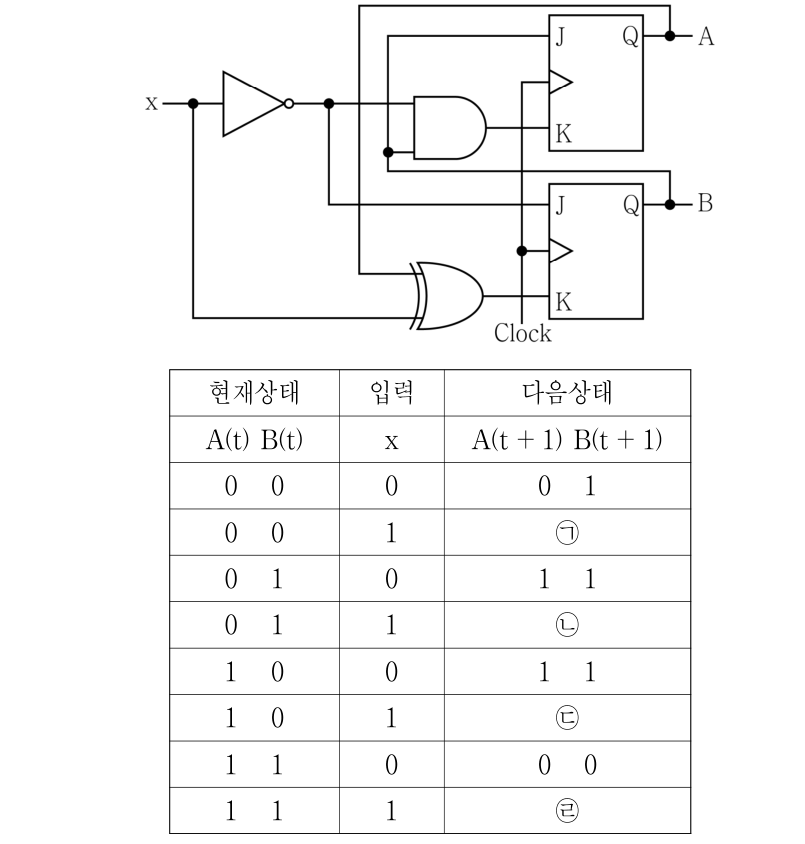 J Q A
x
K
J Q B
K
Clock
현재상태 입력 다음상태
A(t) B(t) x A(t + 1) B(t + 1)
0 0 0 0 1
0 0 1 ㉠
0 1 0 1 1
0 1 1 ㉡
1 0 0 1 1
1 0 1 ㉢
1 1 0 0 0
1 1 1 ㉣